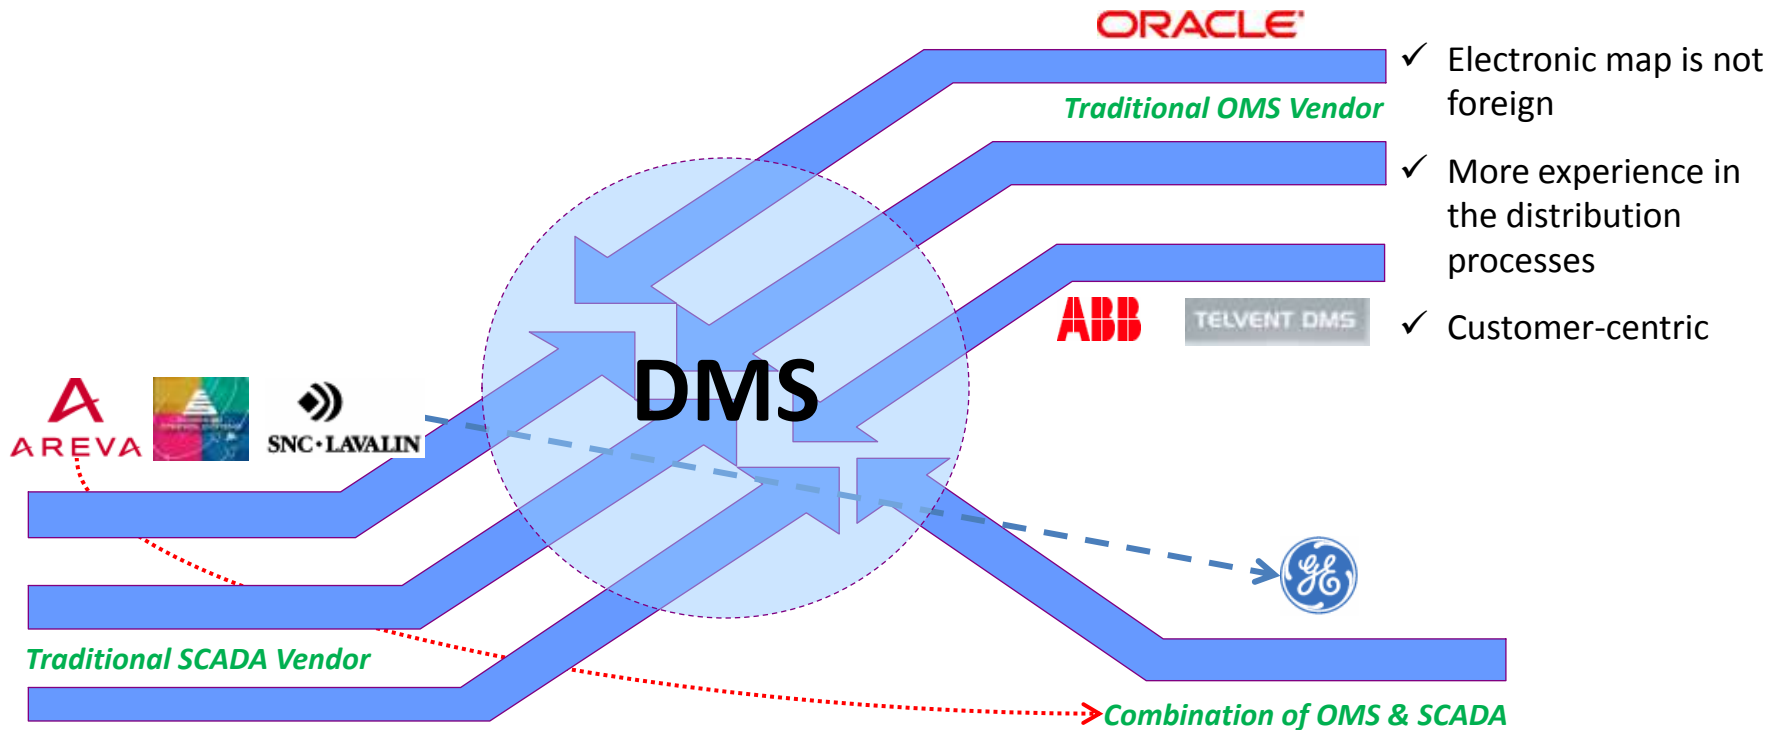 ORACLE
✓ Electronic map is not
foreign
Traditional OMS Vendor
✓ More experience in
the distribution
processes
ABB
TELVENT DMS
✓ Customer-centric
DMS
AREVA
SNC•LAVALIN
GE
Traditional SCADA Vendor
Combination of OMS & SCADA